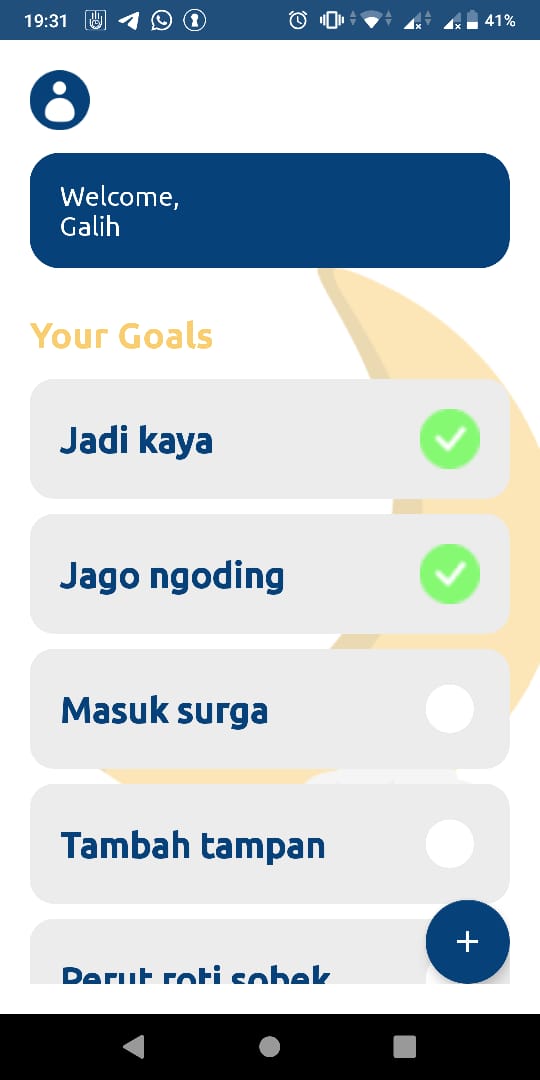 19:31
41%
Welcome,
Galih
Your Goals
Jadi kaya
Jago ngoding
Masuk surga
Tambah tampan
Perut roti sobek
+